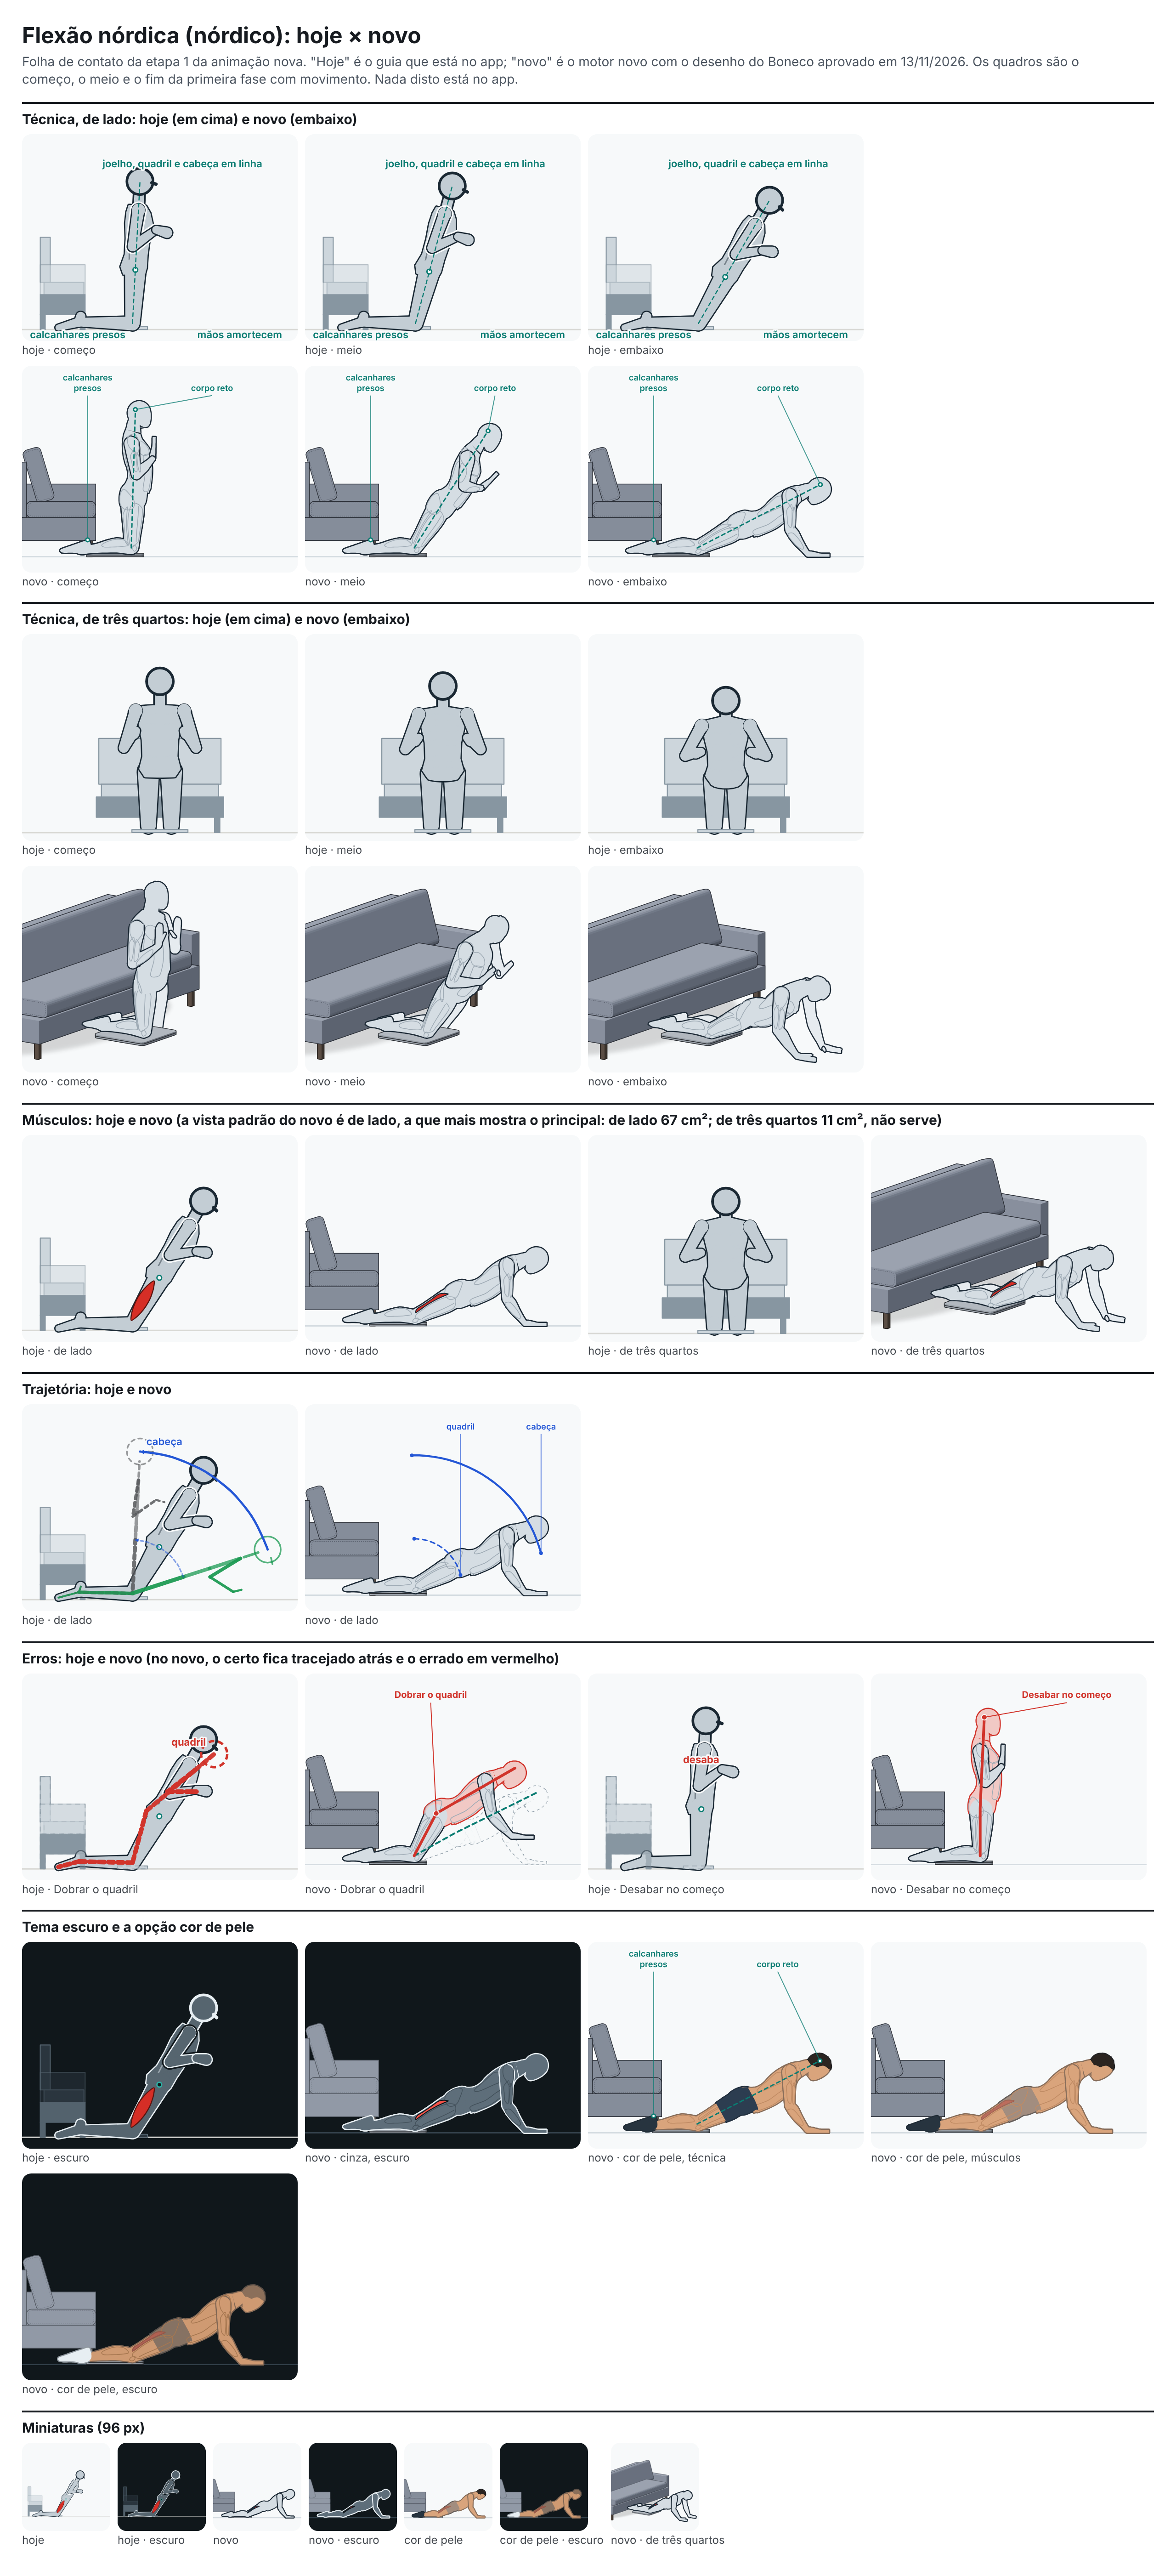 Flexão nórdica (nórdico): hoje × novo
Folha de contato da etapa 1 da animação nova. "Hoje" é o guia que está no app; "novo" é o motor novo com o desenho do Boneco aprovado em 13/11/2026. Os quadros são o
começo, o meio e o fim da primeira fase com movimento. Nada disto está no app.
Técnica, de lado: hoje (em cima) e novo (embaixo)
joelho, quadril e cabeça em linha
joelho, quadril e cabeça em linha
joelho, quadril e cabeça em linha
calcanhares presos
mãos amortecem
calcanhares presos
mãos amortecem
calcanhares presos
mãos amortecem
hoje · começo
hoje · meio
hoje · embaixo
calcanhares
presos
corpo reto
calcanhares
presos
corpo reto
calcanhares
presos
corpo reto
novo · começo
novo · meio
novo · embaixo
Técnica, de três quartos: hoje (em cima) e novo (embaixo)
hoje · começo
hoje · meio
hoje · embaixo
novo · começo
novo · meio
novo · embaixo
Músculos: hoje e novo (a vista padrão do novo é de lado, a que mais mostra o principal: de lado 67 cm²; de três quartos 11 cm², não serve)
hoje · de lado
novo · de lado
hoje · de três quartos
novo · de três quartos
Trajetória: hoje e novo
cabeça
quadril
cabeça
hoje · de lado
novo · de lado
Erros: hoje e novo (no novo, o certo fica tracejado atrás e o errado em vermelho)
quadril
Dobrar o quadril
desaba
Desabar no começo
hoje · Dobrar o quadril
novo · Dobrar o quadril
hoje · Desabar no começo
novo · Desabar no começo
Tema escuro e a opção cor de pele
calcanhares
presos
corpo reto
hoje · escuro
novo · cinza, escuro
novo · cor de pele, técnica
novo · cor de pele, músculos
novo · cor de pele, escuro
Miniaturas (96 px)
hoje
hoje · escuro
novo
novo · escuro
cor de pele
cor de pele · escuro
novo · de três quartos